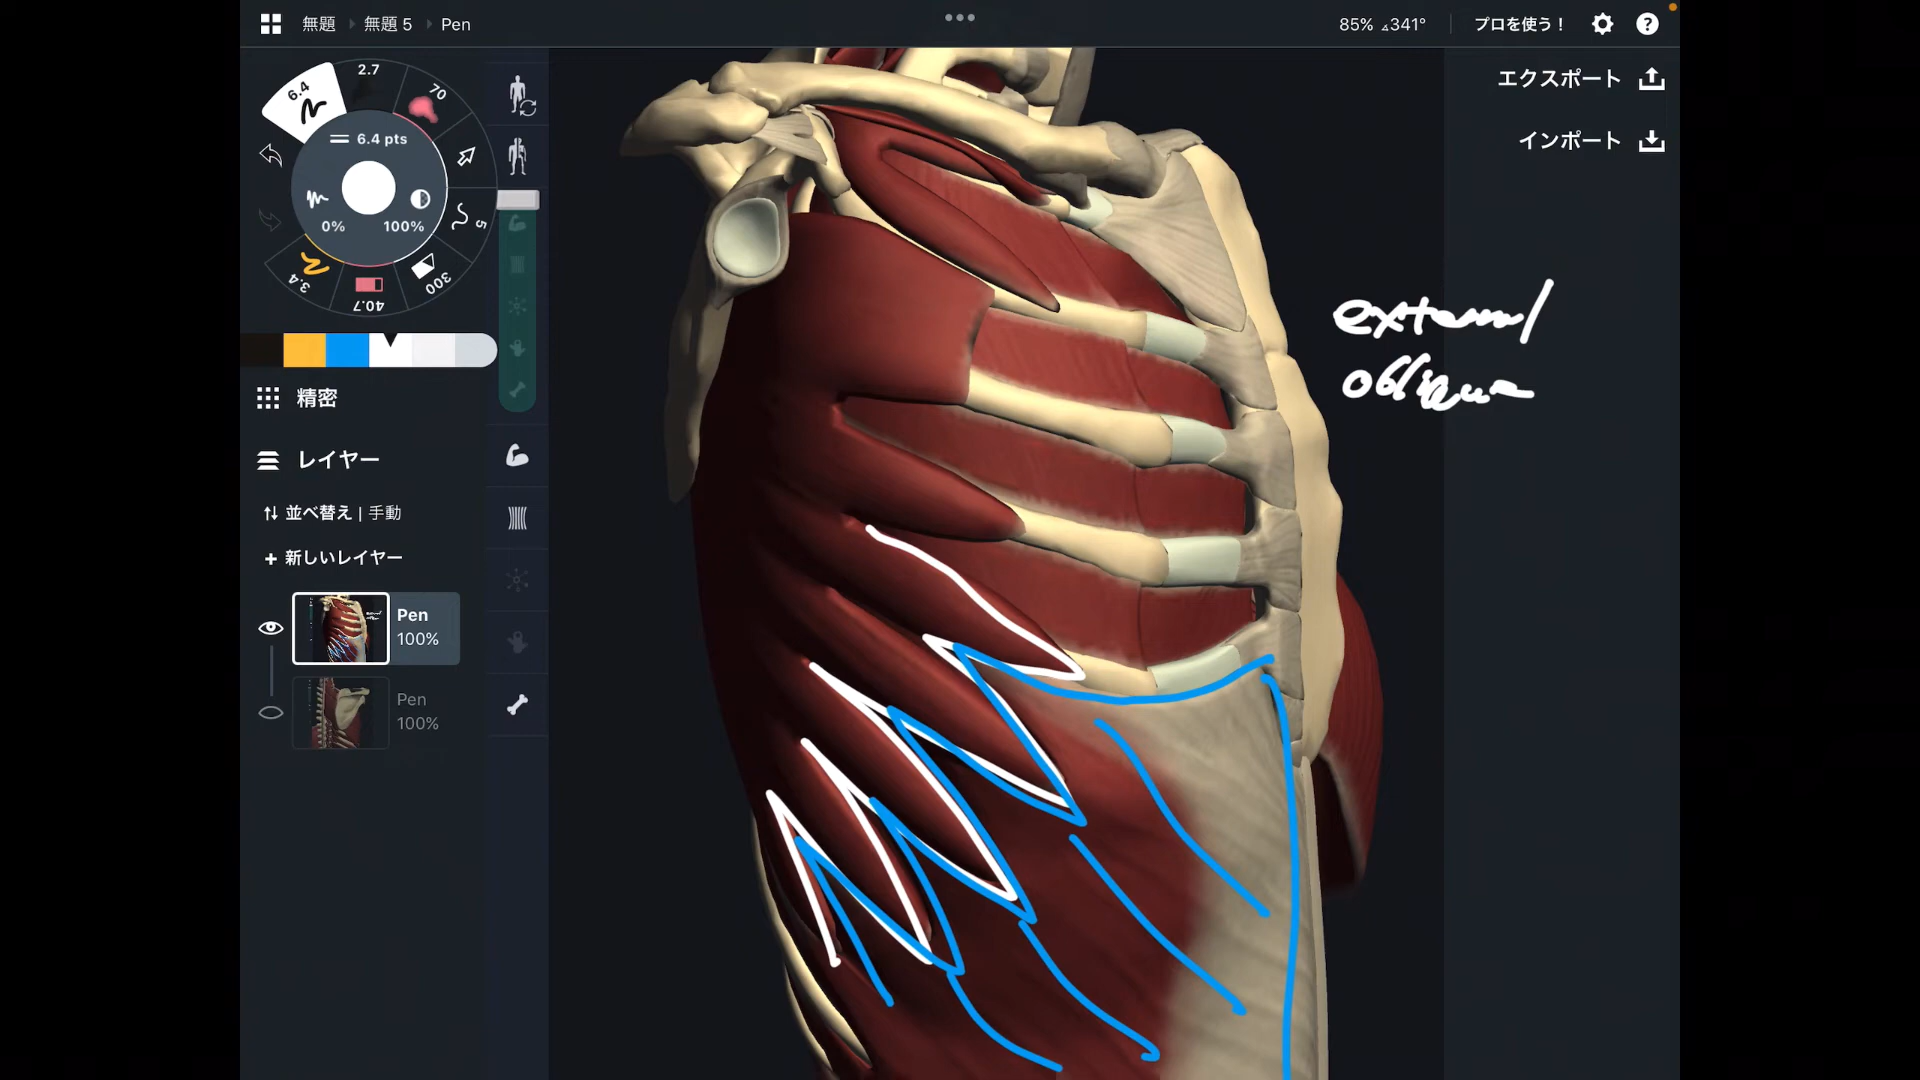 無題 無題 5 Pen
85% ⊿341°
プロを使う!
エクスポート
インポート
2.7
6.4
70
6.4 pts
0% 100%
5
300
40.7
3.4
精密
レイヤー
並べ替え | 手動
+ 新しいレイヤー
Pen
100%
Pen
100%
external
oblique